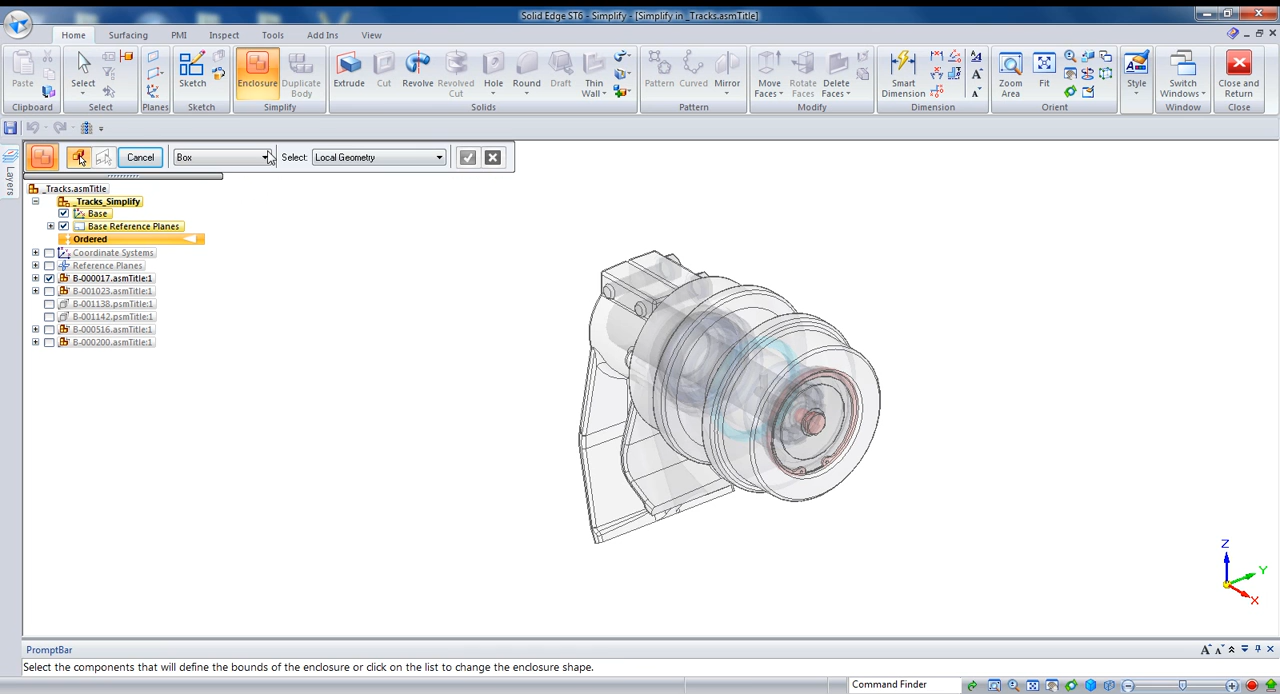 Solid Edge ST6 - Simplify - [Simplify in _Tracks.asmTitle]
Home Surfacing PMI Inspect Tools Add Ins View
Paste Select Sketch Enclosure Duplicate Body Extrude Cut Revolve Revolved Cut Hole Round Draft Thin Wall Pattern Curved Mirror Move Faces Rotate Faces Delete Faces Smart Dimension Zoom Area Fit Style Switch Windows Close and Return
Clipboard Select Planes Sketch Simplify Solids Pattern Modify Dimension Orient Window Close
Cancel Box Select: Local Geometry
Layers
_Tracks.asmTitle
_Tracks_Simplify
Base
Base Reference Planes
Ordered
Coordinate Systems
Reference Planes
B-000017.asmTitle:1
B-001023.asmTitle:1
B-001138.psmTitle:1
B-001142.psmTitle:1
B-000516.asmTitle:1
B-000200.asmTitle:1
Z
Y
X
PromptBar
Select the components that will define the bounds of the enclosure or click on the list to change the enclosure shape.
Command Finder